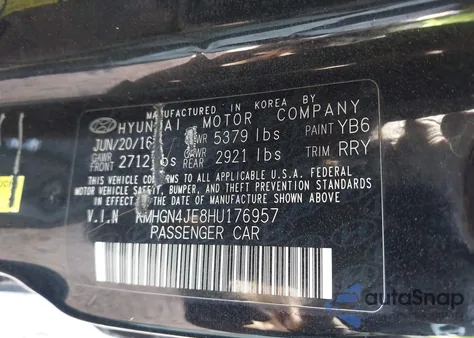 MANUFACTURED IN KOREA BY
HYUNDAI MOTOR COMPANY
JUN/20/16 GVWR 5379 lbs PAINT YB6
GAWR FRONT 2712 lbs GAWR REAR 2921 lbs TRIM RRY
THIS VEHICLE CONFORMS TO ALL APPLICABLE U.S.A. FEDERAL
MOTOR VEHICLE SAFETY, BUMPER, AND THEFT PREVENTION
STANDARDS IN EFFECT ON THE DATE OF MANUFACTURE SHOWN ABOVE.
V.I.N KMHGN4JE8HU176957
PASSENGER CAR
autoSnap